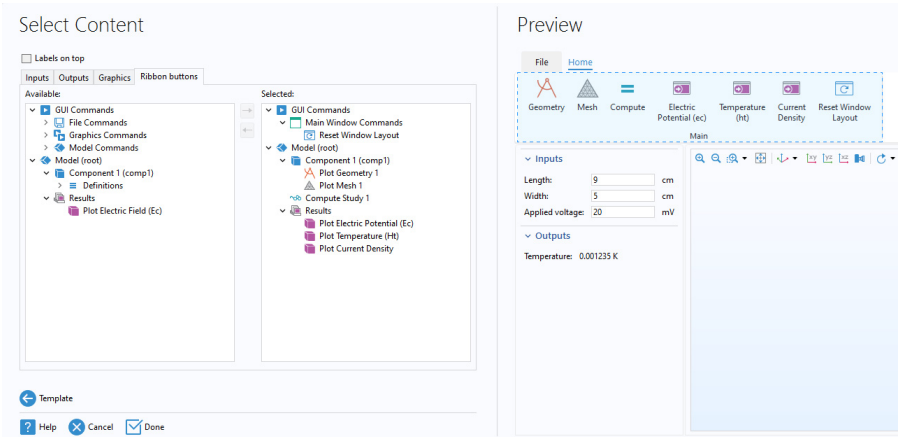 Select Content
Labels on top
Inputs Outputs Graphics Ribbon buttons
Available:
GUI Commands
File Commands
Graphics Commands
Model Commands
Model (root)
Component 1 (comp1)
Definitions
Results
Plot Electric Field (Ec)
Selected:
GUI Commands
Main Window Commands
Reset Window Layout
Model (root)
Component 1 (comp1)
Plot Geometry 1
Plot Mesh 1
Compute Study 1
Results
Plot Electric Potential (Ec)
Plot Temperature (Ht)
Plot Current Density
Template
? Help Cancel Done
Preview
File Home
Geometry Mesh Compute Electric Temperature Current Reset Window
Potential (ec) (ht) Density Layout
Main
Inputs
Length: 9 cm
Width: 5 cm
Applied voltage: 20 mV
Outputs
Temperature: 0.001235 K
xy yz xz